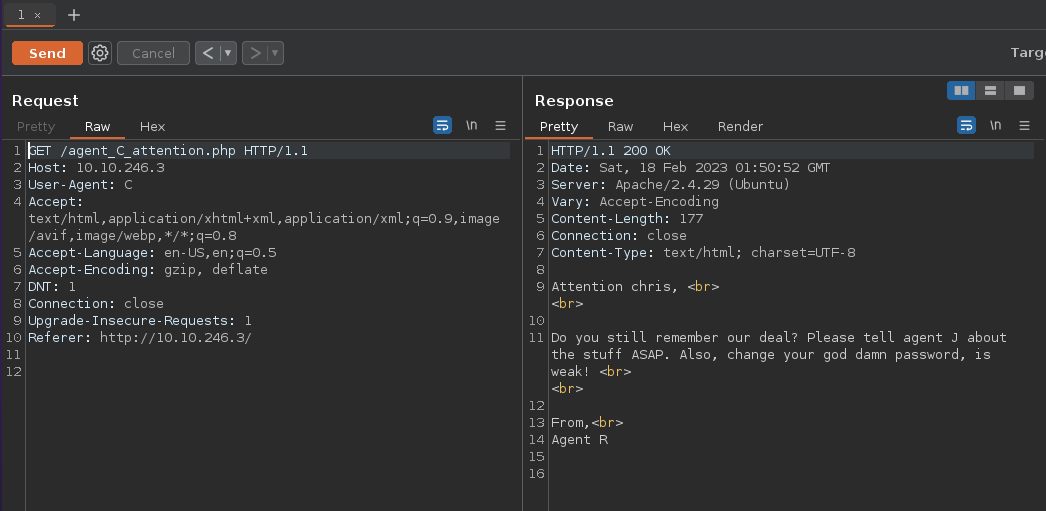 1 × +
Send Cancel < | ▼ > | ▼ Targ
Request
Pretty Raw Hex \n
1 GET /agent_C_attention.php HTTP/1.1
2 Host: 10.10.246.3
3 User-Agent: C
4 Accept:
text/html,application/xhtml+xml,application/xml;q=0.9,image
/avif,image/webp,*/*;q=0.8
5 Accept-Language: en-US,en;q=0.5
6 Accept-Encoding: gzip, deflate
7 DNT: 1
8 Connection: close
9 Upgrade-Insecure-Requests: 1
10 Referer: http://10.10.246.3/
11
12
Response
Pretty Raw Hex Render \n
1 HTTP/1.1 200 OK
2 Date: Sat, 18 Feb 2023 01:50:52 GMT
3 Server: Apache/2.4.29 (Ubuntu)
4 Vary: Accept-Encoding
5 Content-Length: 177
6 Connection: close
7 Content-Type: text/html; charset=UTF-8
8
9 Attention chris, <br>
<br>
10
11 Do you still remember our deal? Please tell agent J about
the stuff ASAP. Also, change your god damn password, is
weak! <br>
<br>
12
13 From,<br>
14 Agent R
15
16